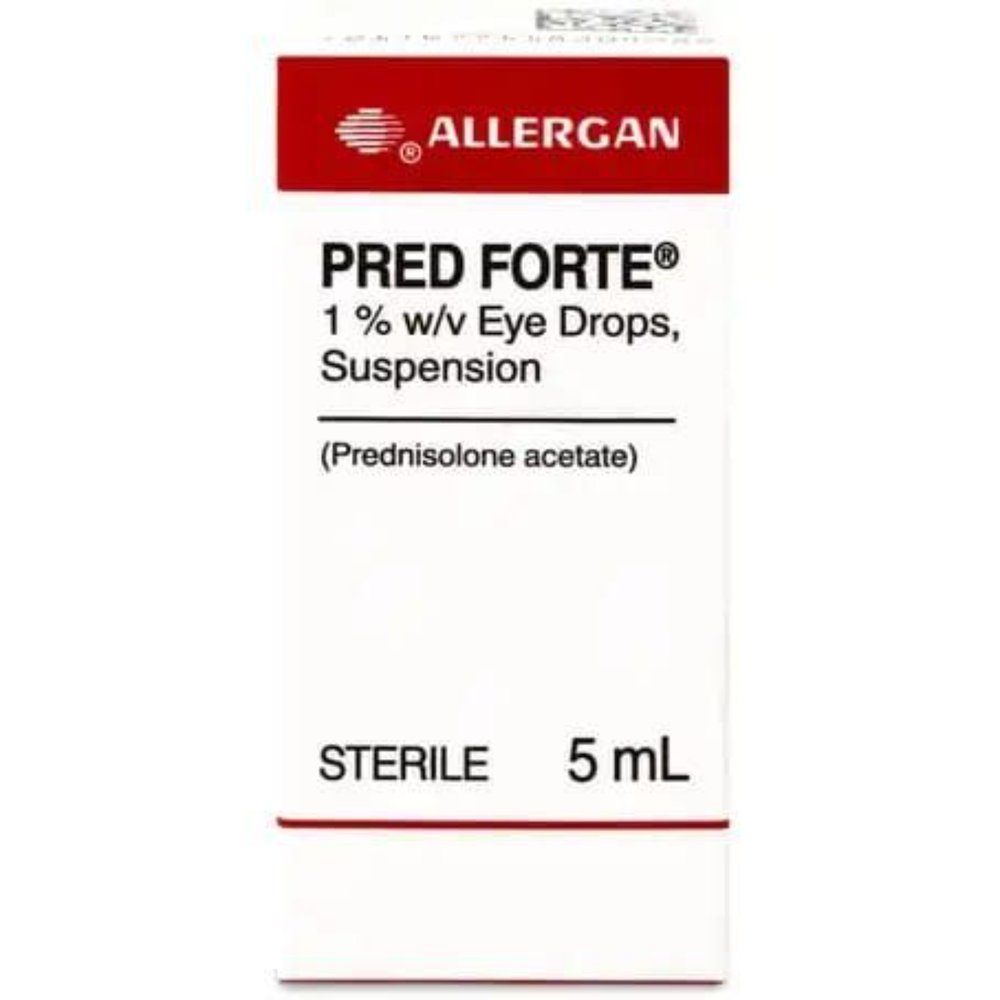 ® ALLERGAN
PRED FORTE®
1 % w/v Eye Drops,
Suspension
(Prednisolone acetate)
STERILE 5 mL